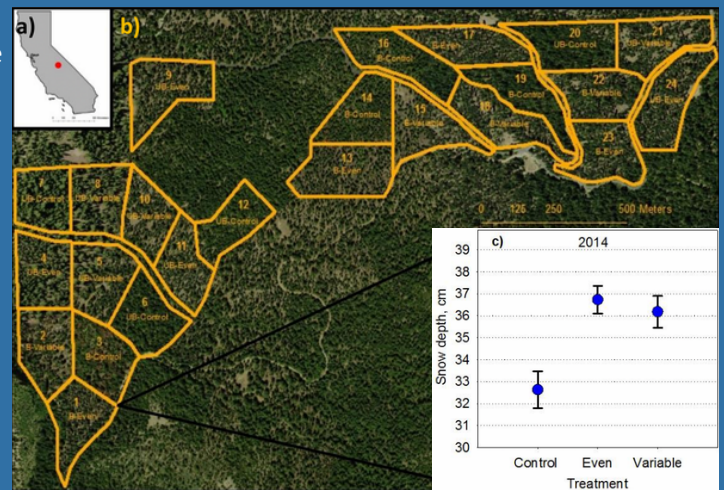 a)
b)
9
UB-Even
16
B-Control
17
B-Even
20
UB-Control
21
UB-Variable
14
B-Control
15
B-Variable
18
B-Variable
19
B-Control
22
B-Variable
24
UB-Even
13
B-Even
23
B-Even
7
UB-Control
8
UB-Variable
10
UB-Variable
12
UB-Control
4
UB-Even
5
UB-Variable
11
UB-Even
6
UB-Control
2
B-Variable
3
B-Control
1
B-Even
0 125 500 Meters
c) 2014
Snow depth, cm
39
38
37
36
35
34
33
32
31
30
Control Even Variable
Treatment